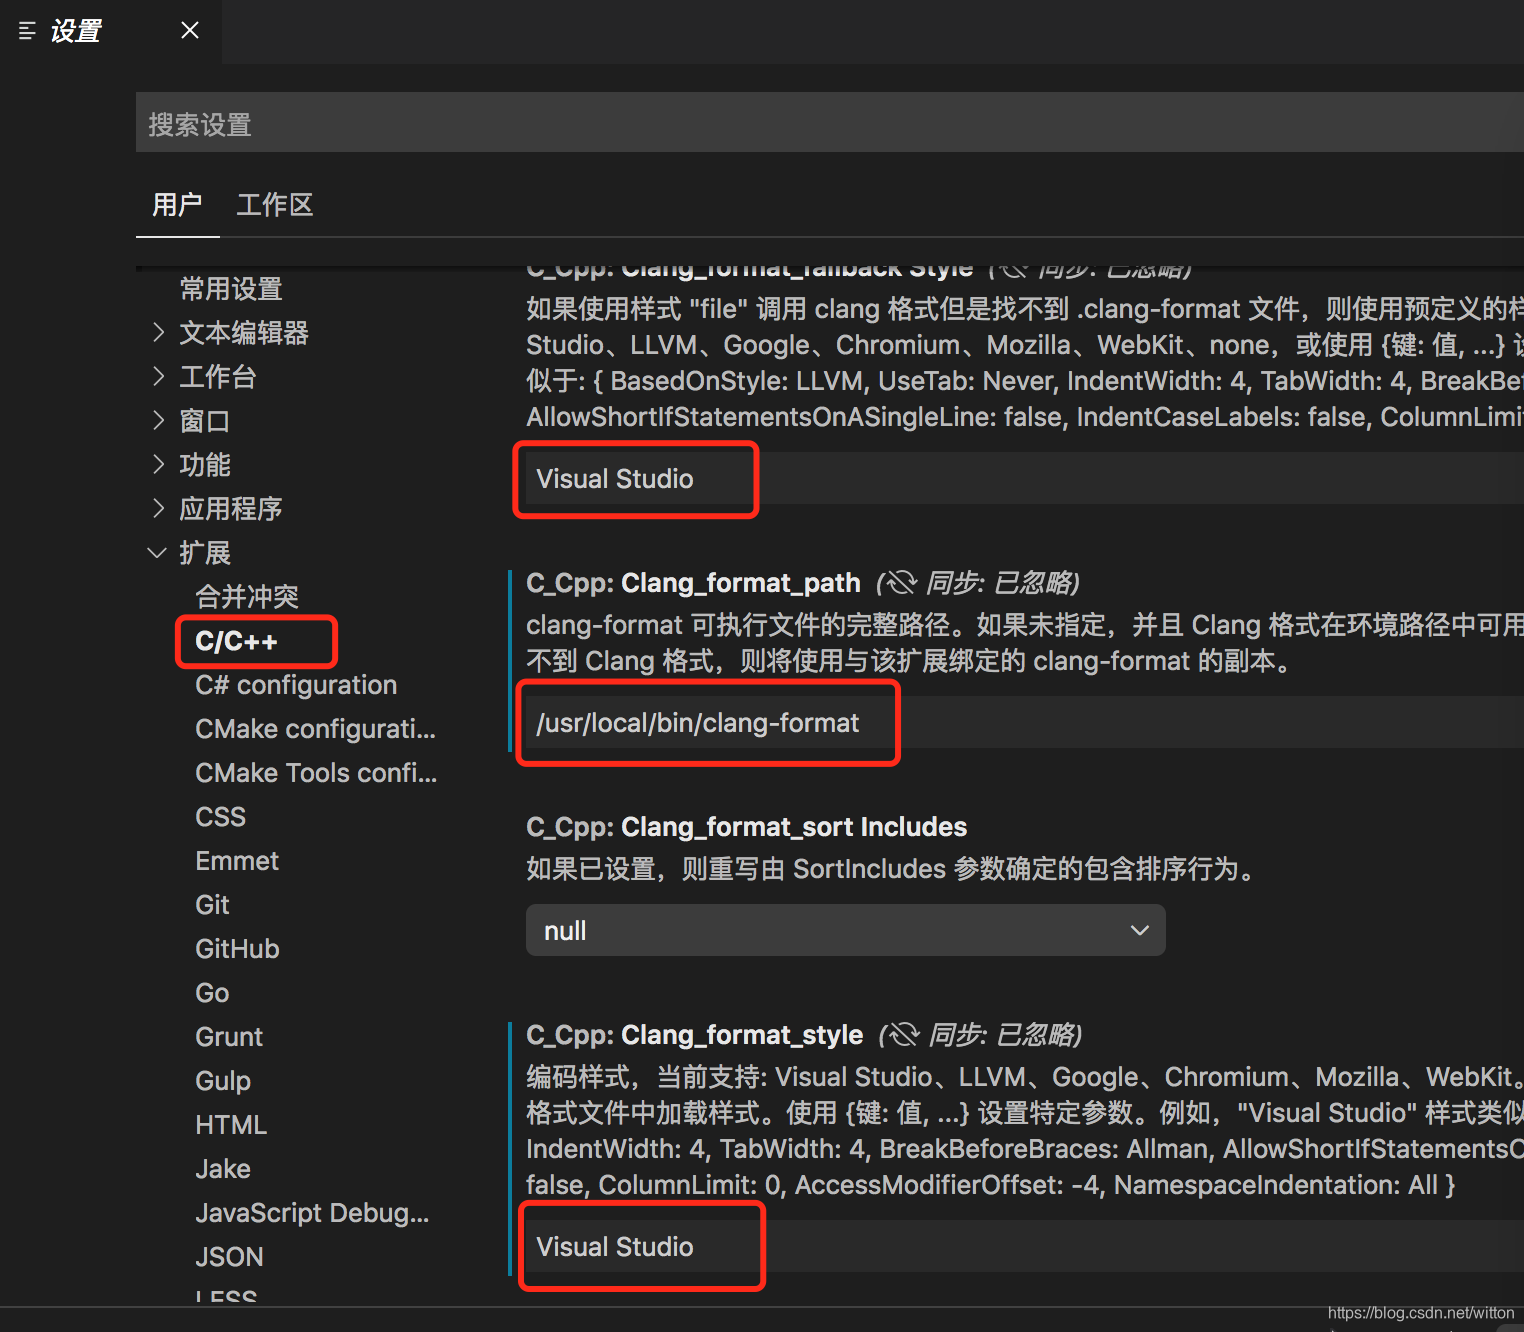 设置
搜索设置
用户 工作区
常用设置
文本编辑器
工作台
窗口
功能
应用程序
扩展
合并冲突
C/C++
C# configuration
CMake configurati...
CMake Tools confi...
CSS
Emmet
Git
GitHub
Go
Grunt
Gulp
HTML
Jake
JavaScript Debug...
JSON
LESS
C_Cpp: Clang_format_fallback Style (同步: 已忽略)
如果使用样式 "file" 调用 clang 格式但是找不到 .clang-format 文件，则使用预定义的样
Studio、LLVM、Google、Chromium、Mozilla、WebKit、none，或使用 {键: 值, ...} 设
似于: { BasedOnStyle: LLVM, UseTab: Never, IndentWidth: 4, TabWidth: 4, BreakBef
AllowShortIfStatementsOnASingleLine: false, IndentCaseLabels: false, ColumnLimi
Visual Studio
C_Cpp: Clang_format_path (同步: 已忽略)
clang-format 可执行文件的完整路径。如果未指定，并且 Clang 格式在环境路径中可用
不到 Clang 格式，则将使用与该扩展绑定的 clang-format 的副本。
/usr/local/bin/clang-format
C_Cpp: Clang_format_sort Includes
如果已设置，则重写由 SortIncludes 参数确定的包含排序行为。
null
C_Cpp: Clang_format_style (同步: 已忽略)
编码样式，当前支持: Visual Studio、LLVM、Google、Chromium、Mozilla、WebKit。
格式文件中加载样式。使用 {键: 值, ...} 设置特定参数。例如，"Visual Studio" 样式类似
IndentWidth: 4, TabWidth: 4, BreakBeforeBraces: Allman, AllowShortIfStatementsO
false, ColumnLimit: 0, AccessModifierOffset: -4, NamespaceIndentation: All }
Visual Studio
https://blog.csdn.net/witton